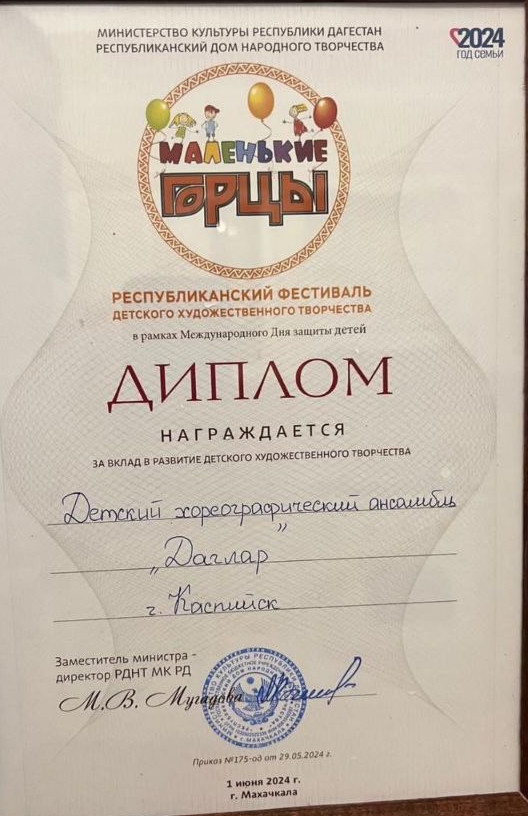 МИНИСТЕРСТВО КУЛЬТУРЫ РЕСПУБЛИКИ ДАГЕСТАН
РЕСПУБЛИКАНСКИЙ ДОМ НАРОДНОГО ТВОРЧЕСТВА
2024
ГОД СЕМЬИ
МАЛЕНЬКИЕ
ГОРЦЫ
РЕСПУБЛИКАНСКИЙ ФЕСТИВАЛЬ
ДЕТСКОГО ХУДОЖЕСТВЕННОГО ТВОРЧЕСТВА
в рамках Международного Дня защиты детей
ДИПЛОМ
НАГРАЖДАЕТСЯ
ЗА ВКЛАД В РАЗВИТИЕ ДЕТСКОГО ХУДОЖЕСТВЕННОГО ТВОРЧЕСТВА
Детский хореографический ансамбль
„Даглар”
г. Каспийск
Заместитель министра -
директор РДНТ МК РД
М.В. Мугадова
Приказ №175-од от 29.05.2024 г.
1 июня 2024 г.
г. Махачкала